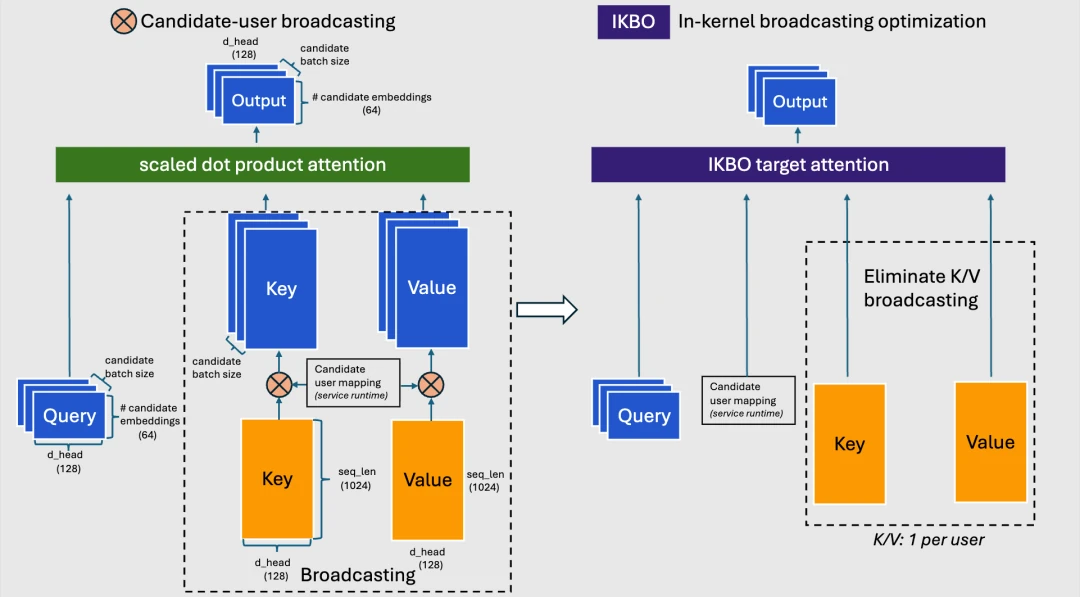 Candidate-user broadcasting
d_head
(128)
candidate
batch size
Output
# candidate embeddings
(64)
scaled dot product attention
Key
Value
candidate
batch size
Candidate
user mapping
(service runtime)
candidate
batch size
Query
# candidate
embeddings
(64)
d_head
(128)
Key
seq_len
(1024)
Value
seq_len
(1024)
d_head
(128)
d_head
(128)
Broadcasting
IKBO
In-kernel broadcasting optimization
Output
IKBO target attention
Eliminate K/V
broadcasting
Query
Candidate
user mapping
(service runtime)
Key
Value
K/V: 1 per user